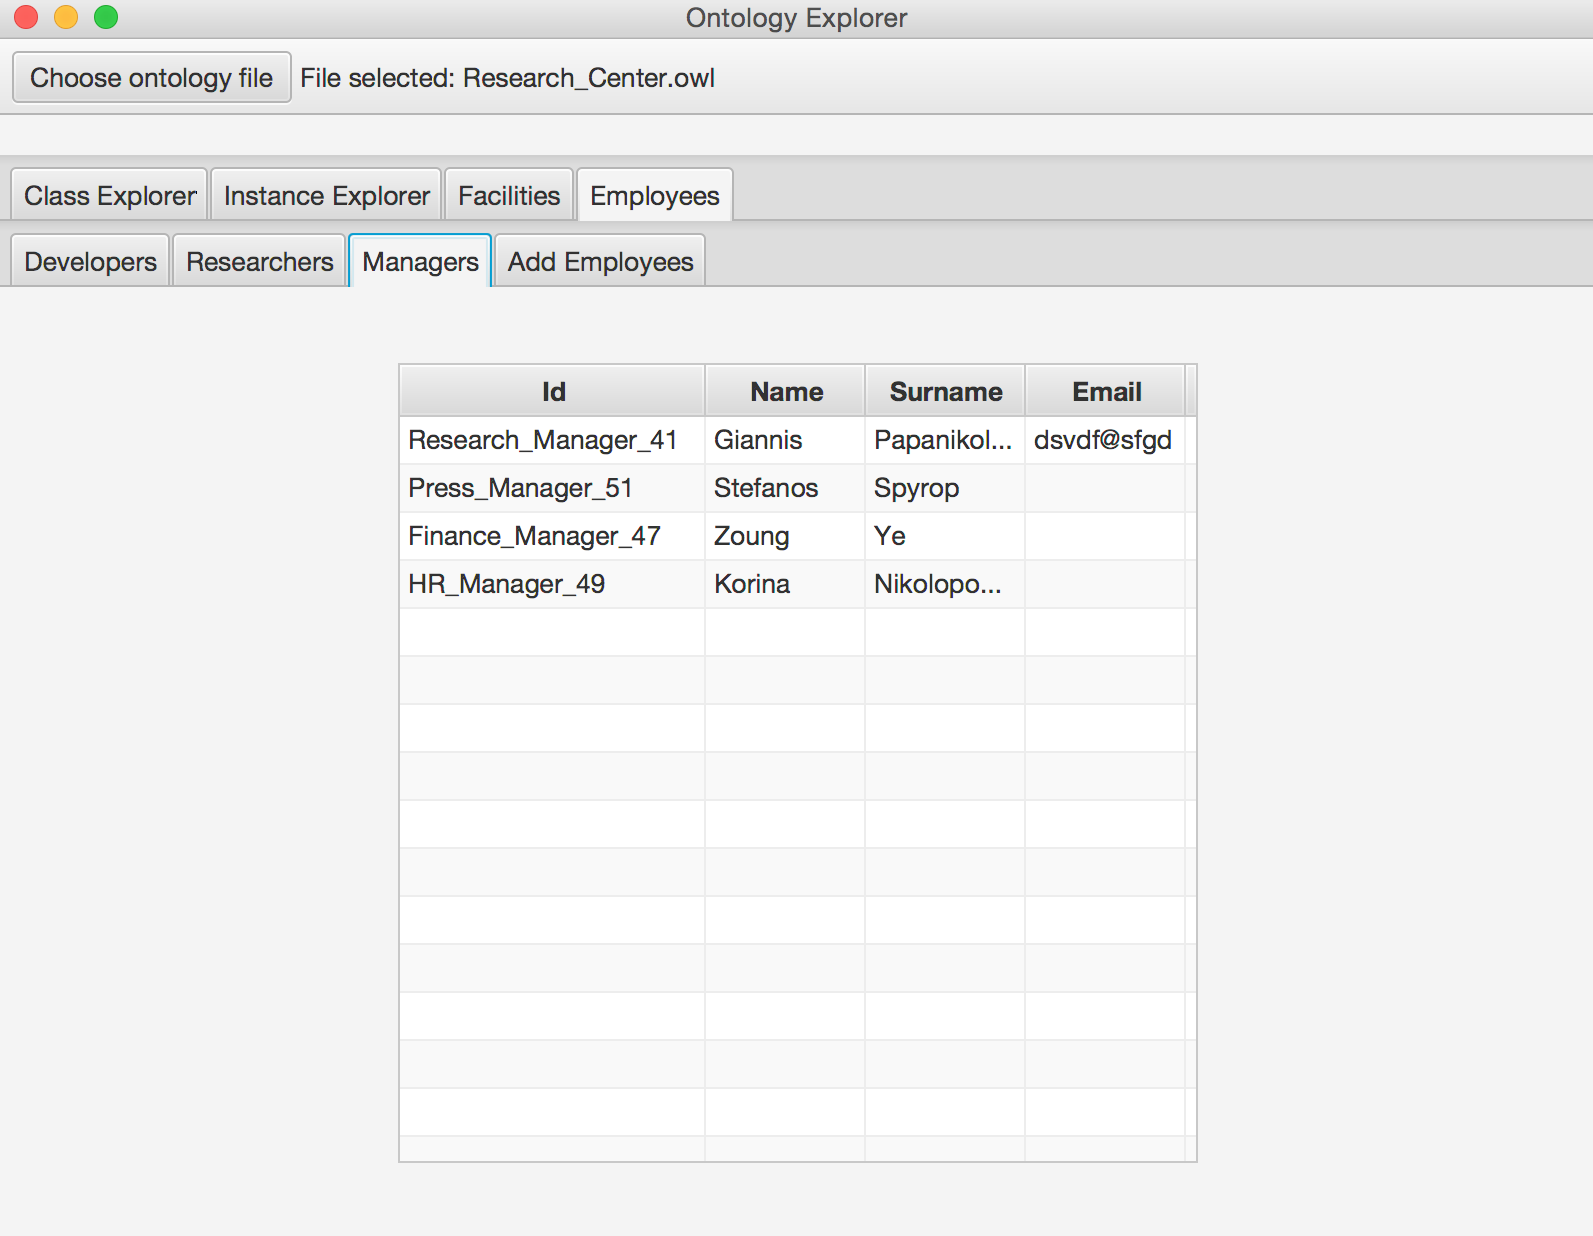 Ontology Explorer
Choose ontology file File selected: Research_Center.owl
Class Explorer Instance Explorer Facilities Employees
Developers Researchers Managers Add Employees
Id Name Surname Email
Research_Manager_41 Giannis Papanikol... dsvdf@sfgd
Press_Manager_51 Stefanos Spyrop
Finance_Manager_47 Zoung Ye
HR_Manager_49 Korina Nikolopo...